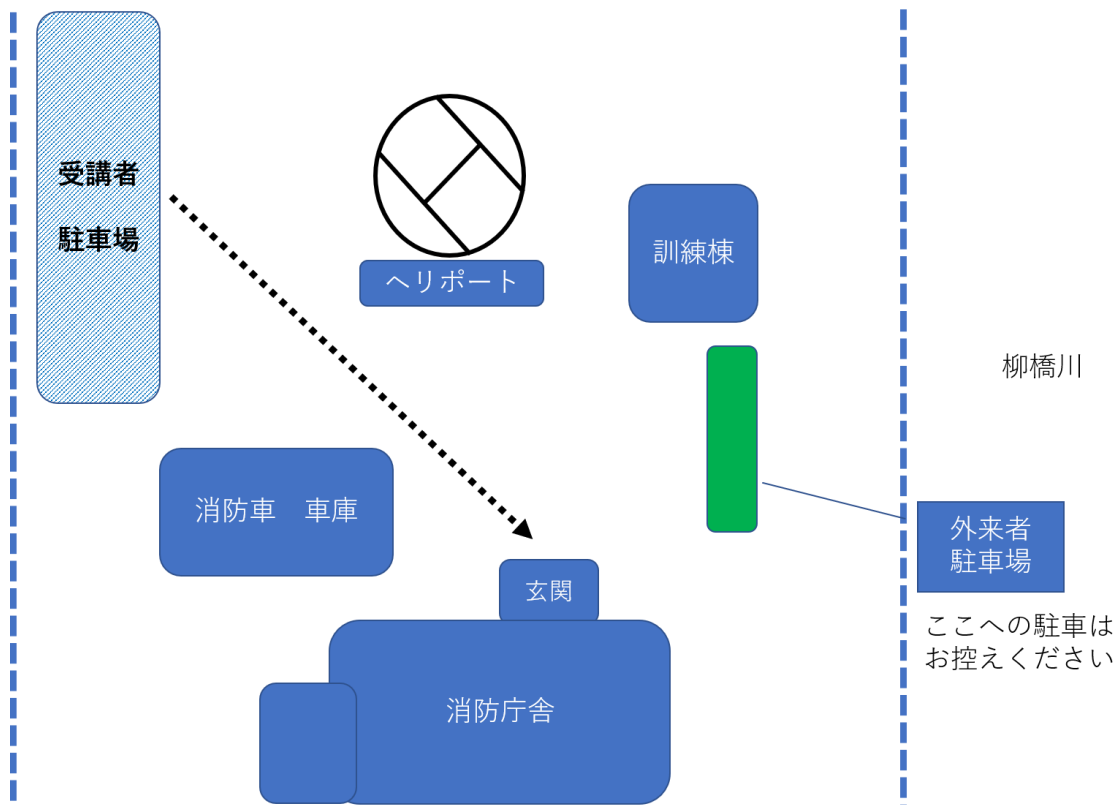 受講者
駐車場
ヘリポート
訓練棟
柳橋川
消防車　車庫
外来者
駐車場
玄関
ここへの駐車は
お控えください
消防庁舎